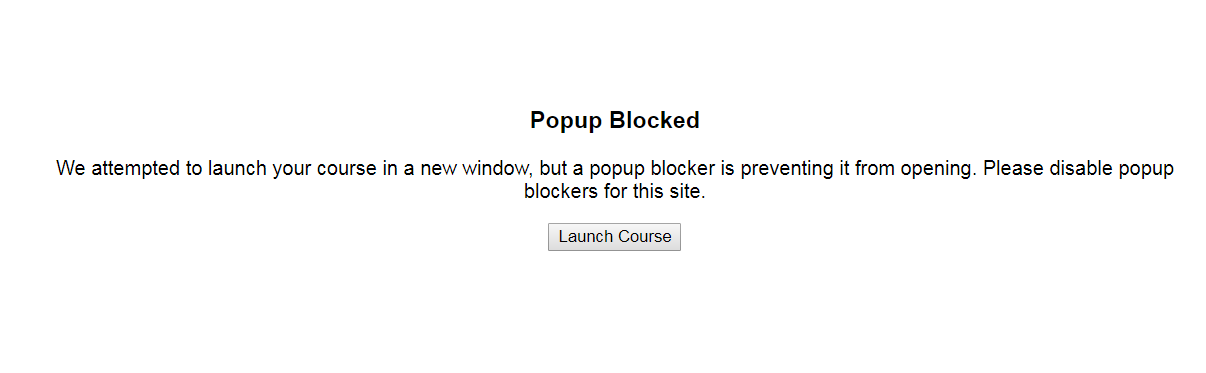 Popup Blocked
We attempted to launch your course in a new window, but a popup blocker is preventing it from opening. Please disable popup
blockers for this site.
Launch Course